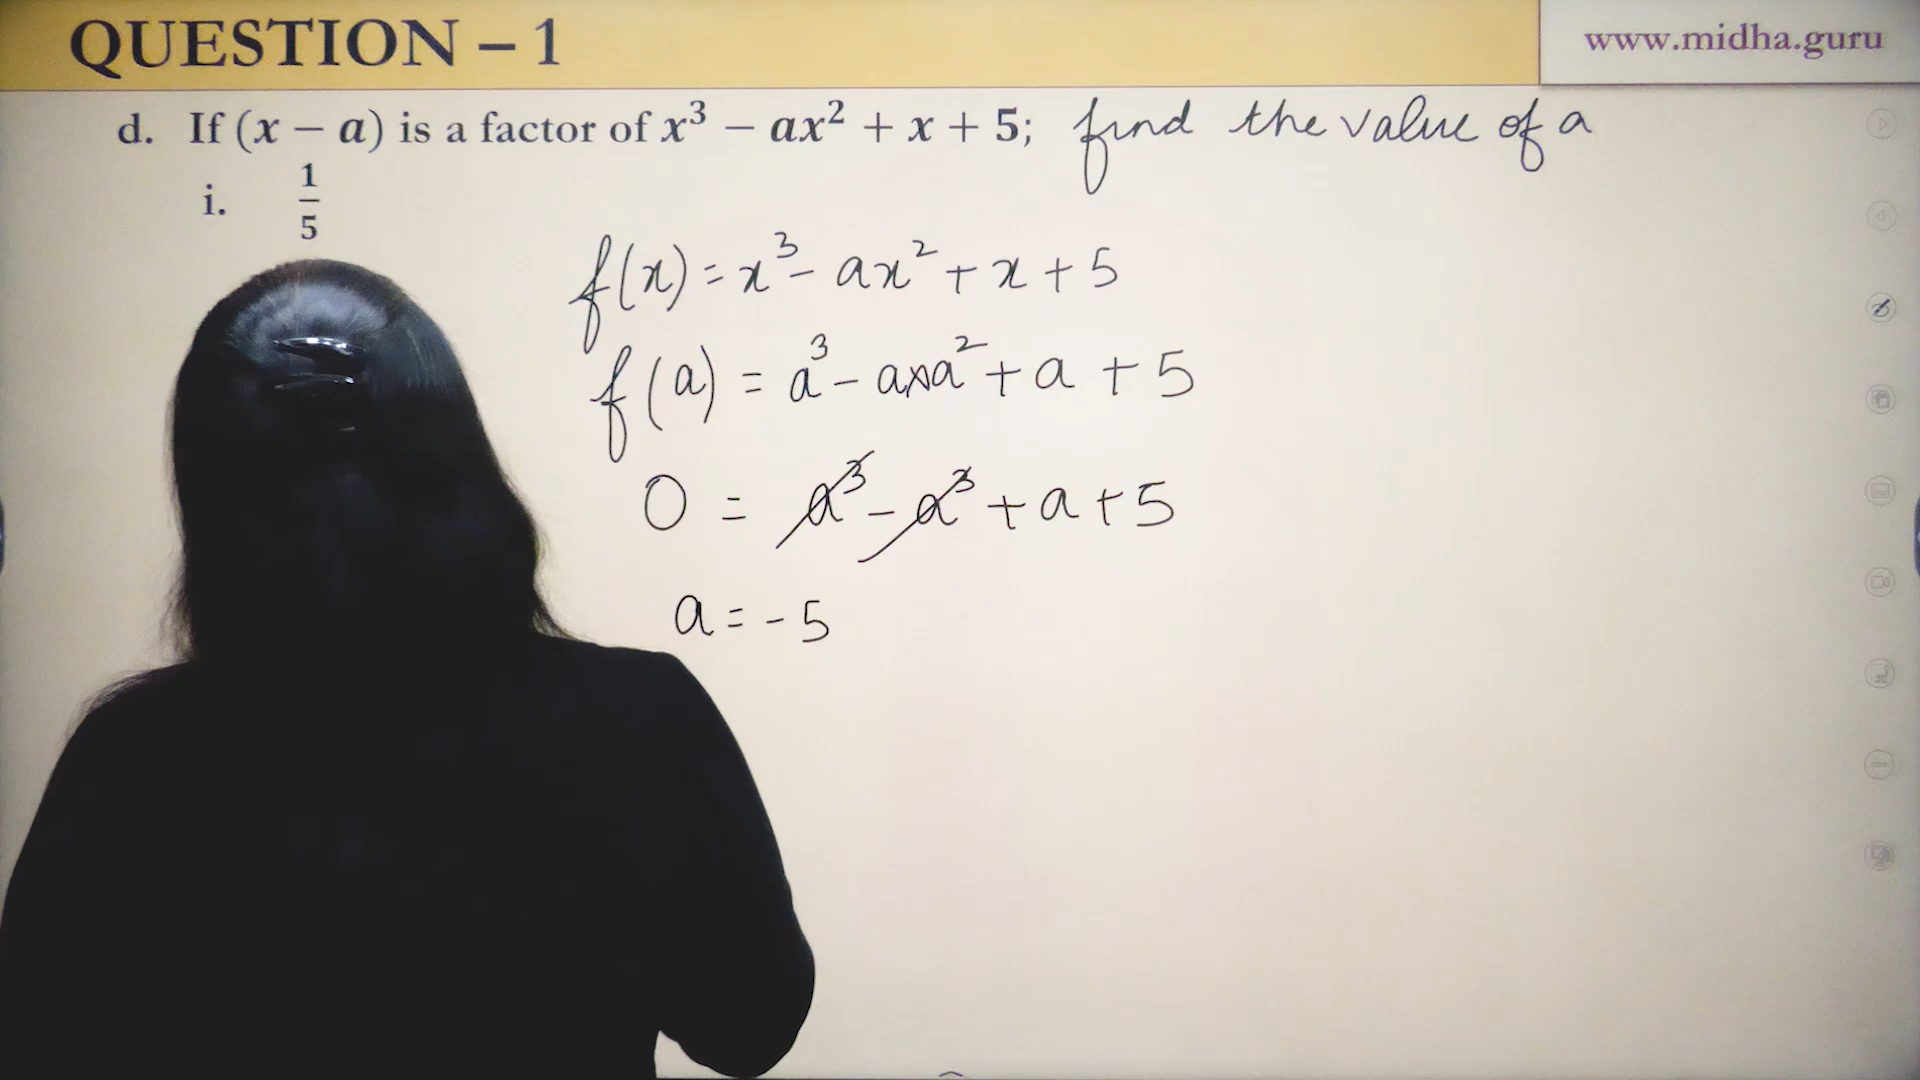 QUESTION – 1
www.midha.guru
d. If (x – a) is a factor of x³ – ax² + x + 5; find the value of a
i. 1/5
f(x) = x³ - ax² + x + 5
f(a) = a³ - a×a² + a + 5
0 = a³ - a³ + a + 5
a = -5